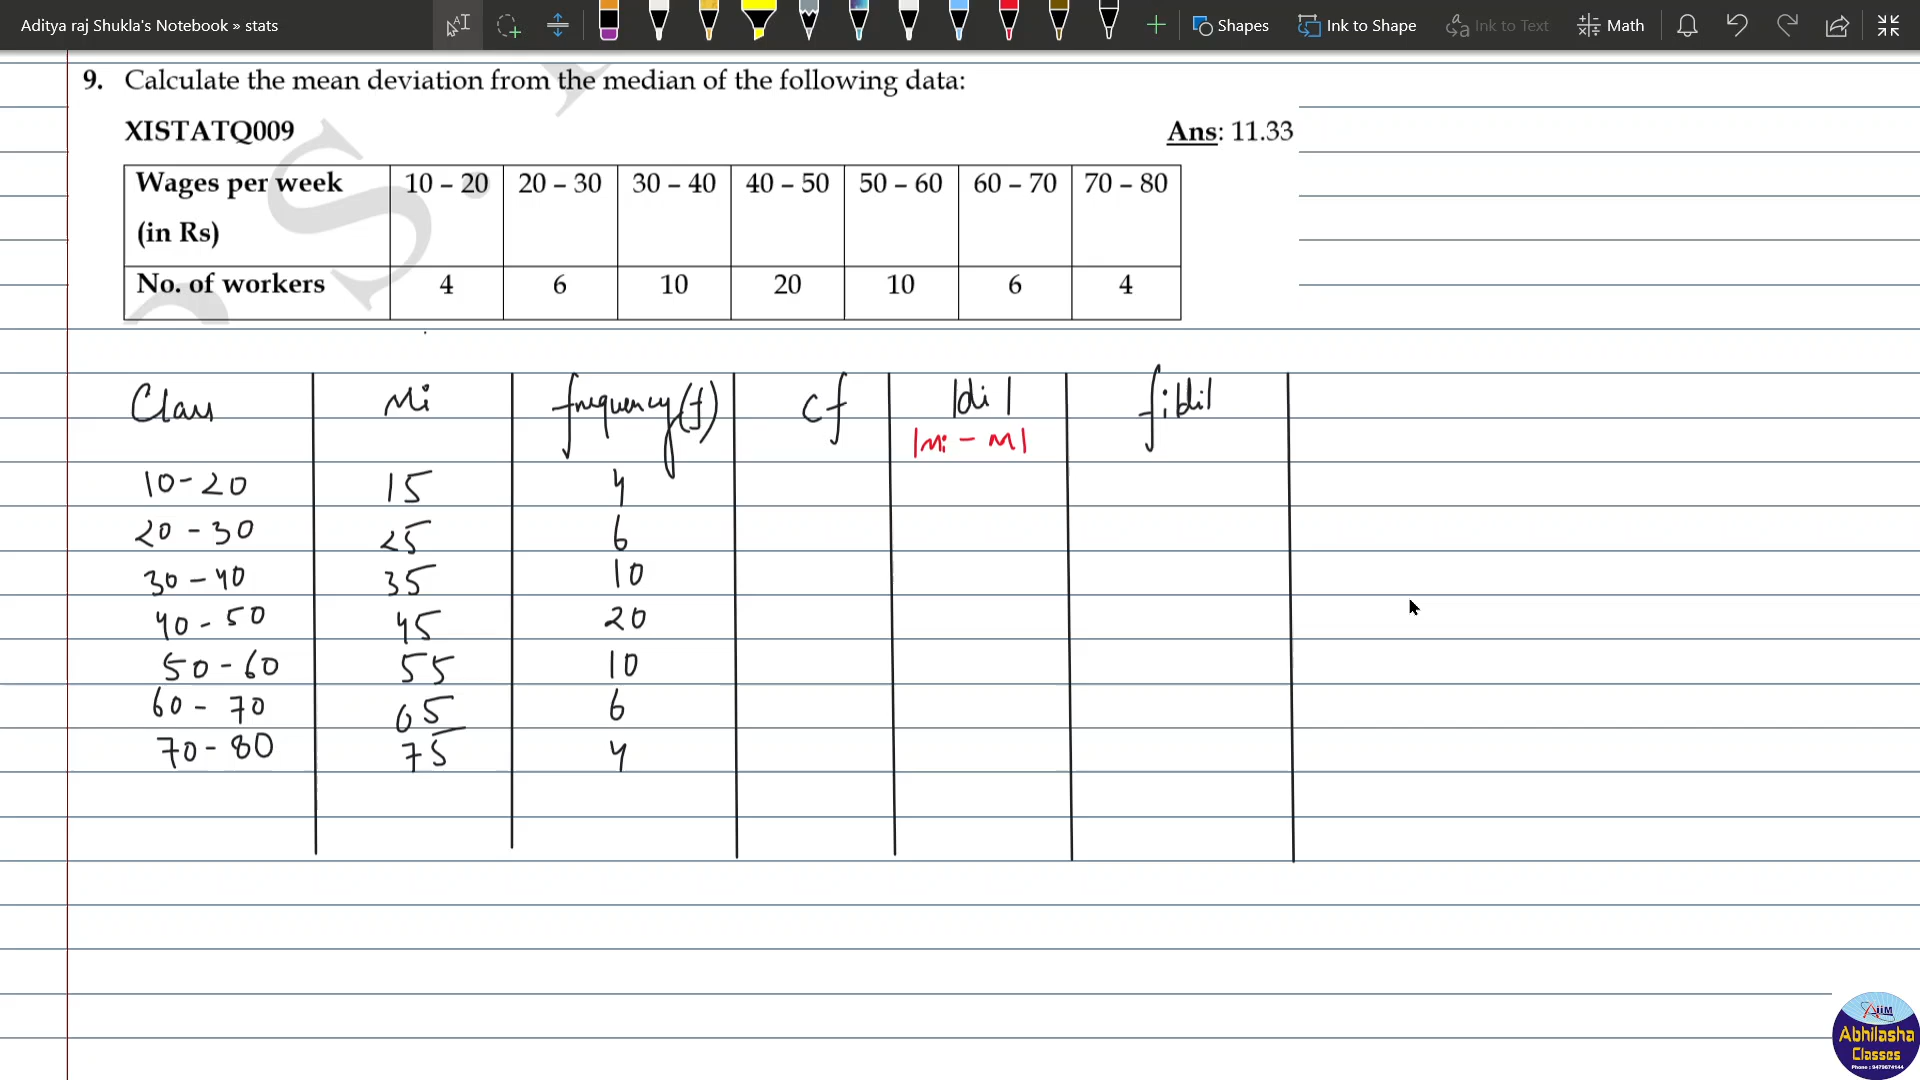 Aditya raj Shukla's Notebook » stats
Shapes
Ink to Shape
Ink to Text
Math
9. Calculate the mean deviation from the median of the following data:
XISTATQ009 Ans: 11.33
Wages per week (in Rs) 10 – 20 20 – 30 30 – 40 40 – 50 50 – 60 60 – 70 70 – 80
No. of workers 4 6 10 20 10 6 4
Class Mi frequency(f) cf |di| fi|di|
|Mi - M|
10-20 15 4
20-30 25 6
30-40 35 10
40-50 45 20
50-60 55 10
60-70 65 6
70-80 75 4
AiiM
Abhilasha
Classes
Phone : 9479674144